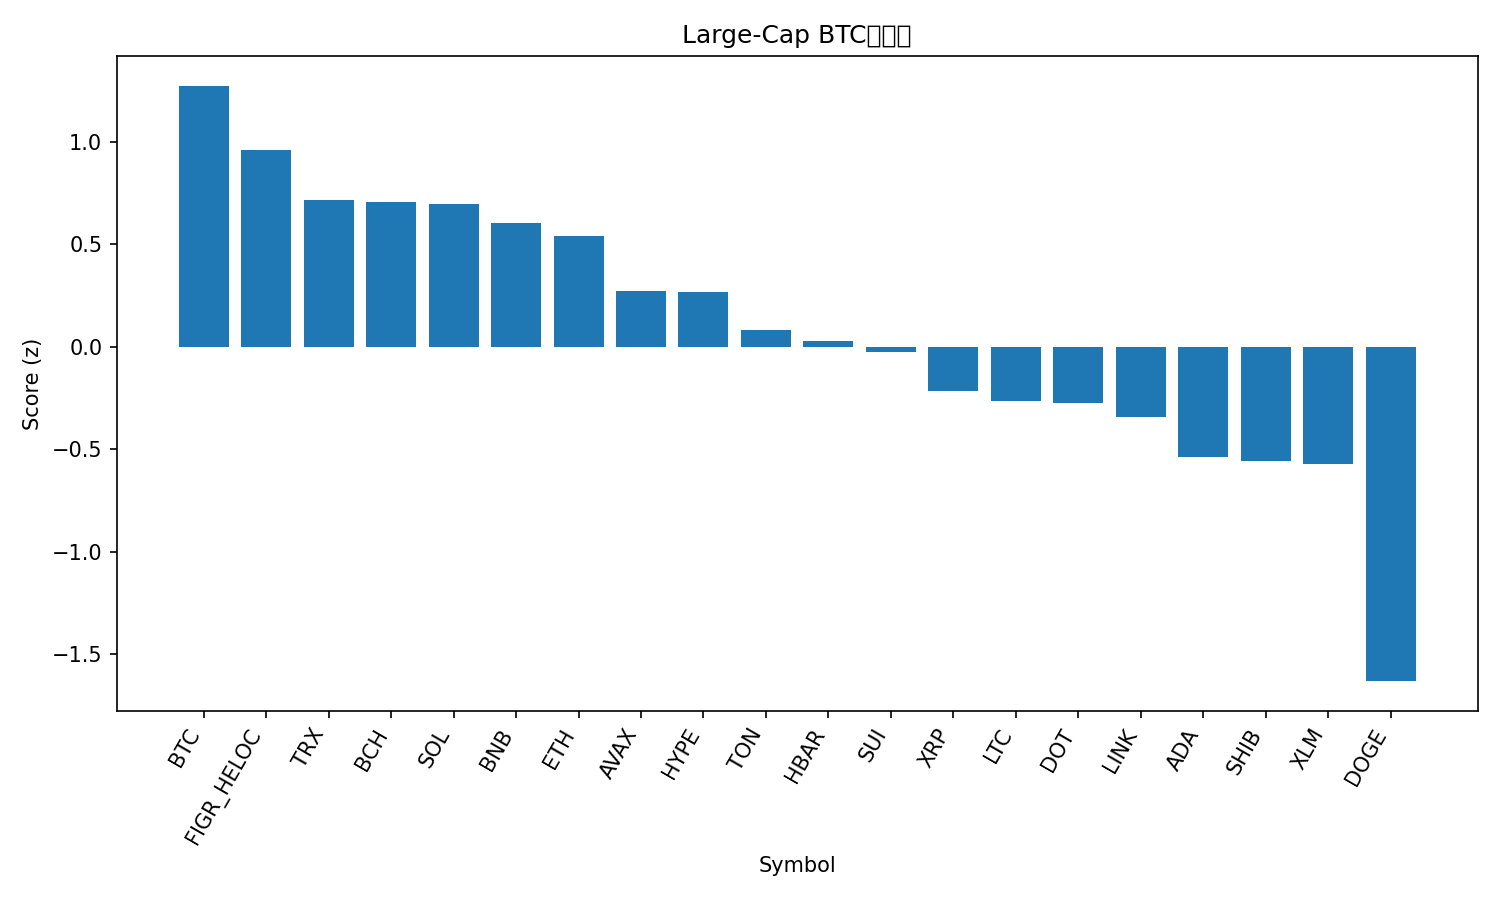 Large-Cap BTC
Score (z)
1.0
0.5
0.0
−0.5
−1.0
−1.5
BTC
FIGR_HELOC
TRX
BCH
SOL
BNB
ETH
AVAX
HYPE
TON
HBAR
SUI
XRP
LTC
DOT
LINK
ADA
SHIB
XLM
DOGE
Symbol